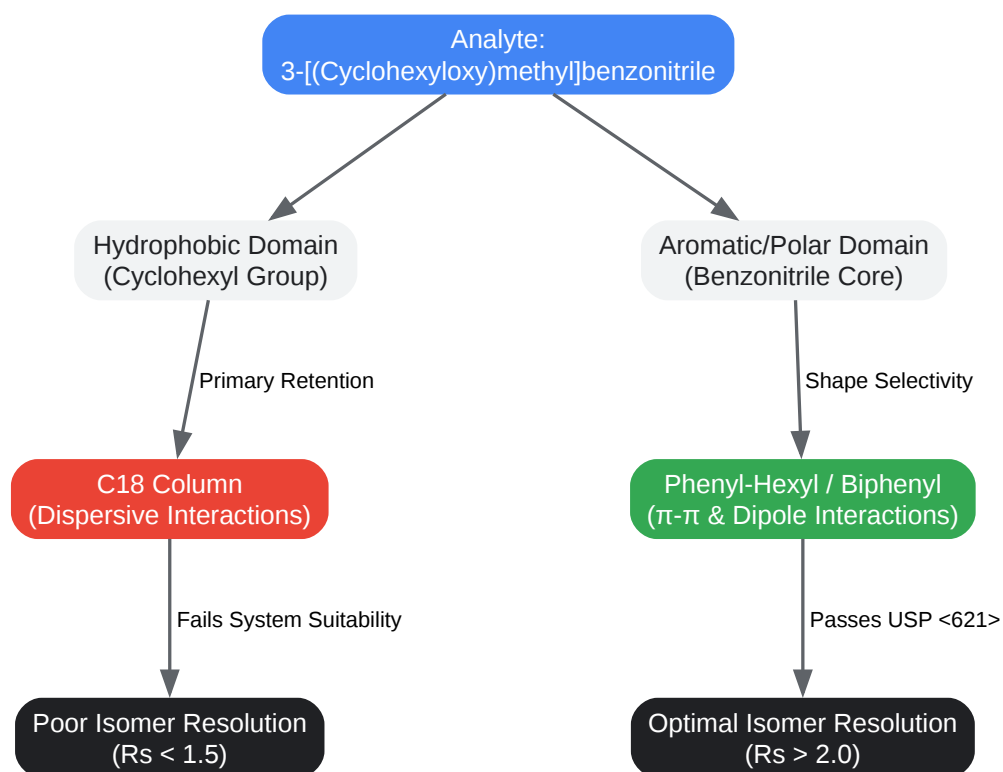 Analyte:
3-[(Cyclohexyloxy)methyl]benzonitrile
Hydrophobic Domain
(Cyclohexyl Group)
Aromatic/Polar Domain
(Benzonitrile Core)
Primary Retention
Shape Selectivity
C18 Column
(Dispersive Interactions)
Phenyl-Hexyl / Biphenyl
(π-π & Dipole Interactions)
Fails System Suitability
Passes USP <621>
Poor Isomer Resolution
(Rs < 1.5)
Optimal Isomer Resolution
(Rs > 2.0)